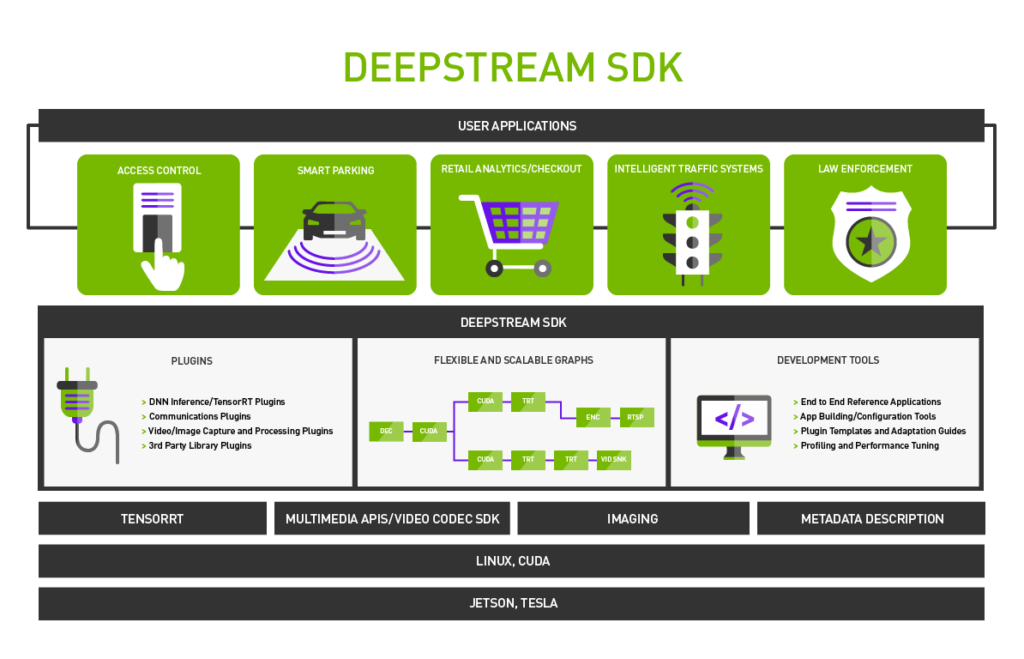 DEEPSTREAM SDK
USER APPLICATIONS
ACCESS CONTROL
SMART PARKING
RETAIL ANALYTICS/CHECKOUT
INTELLIGENT TRAFFIC SYSTEMS
LAW ENFORCEMENT
DEEPSTREAM SDK
PLUGINS
> DNN Inference/TensorRT Plugins
> Communications Plugins
> Video/Image Capture and Processing Plugins
> 3rd Party Library Plugins
FLEXIBLE AND SCALABLE GRAPHS
CUDA
TRT
ENC
RTSP
DEC
CUDA
CUDA
TRT
TRT
VID SNK
DEVELOPMENT TOOLS
</>
> End to End Reference Applications
> App Building/Configuration Tools
> Plugin Templates and Adaptation Guides
> Profiling and Performance Tuning
TENSORRT
MULTIMEDIA APIS/VIDEO CODEC SDK
IMAGING
METADATA DESCRIPTION
LINUX, CUDA
JETSON, TESLA